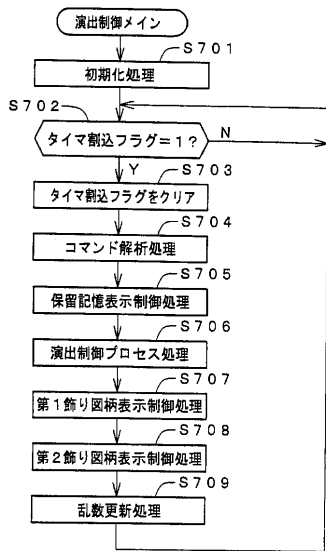 演出制御メイン
S701
初期化処理
S702
タイマ割込フラグ=1?
N
Y
S703
タイマ割込フラグをクリア
S704
コマンド解析処理
S705
保留記憶表示制御処理
S706
演出制御プロセス処理
S707
第1飾り図柄表示制御処理
S708
第2飾り図柄表示制御処理
S709
乱数更新処理